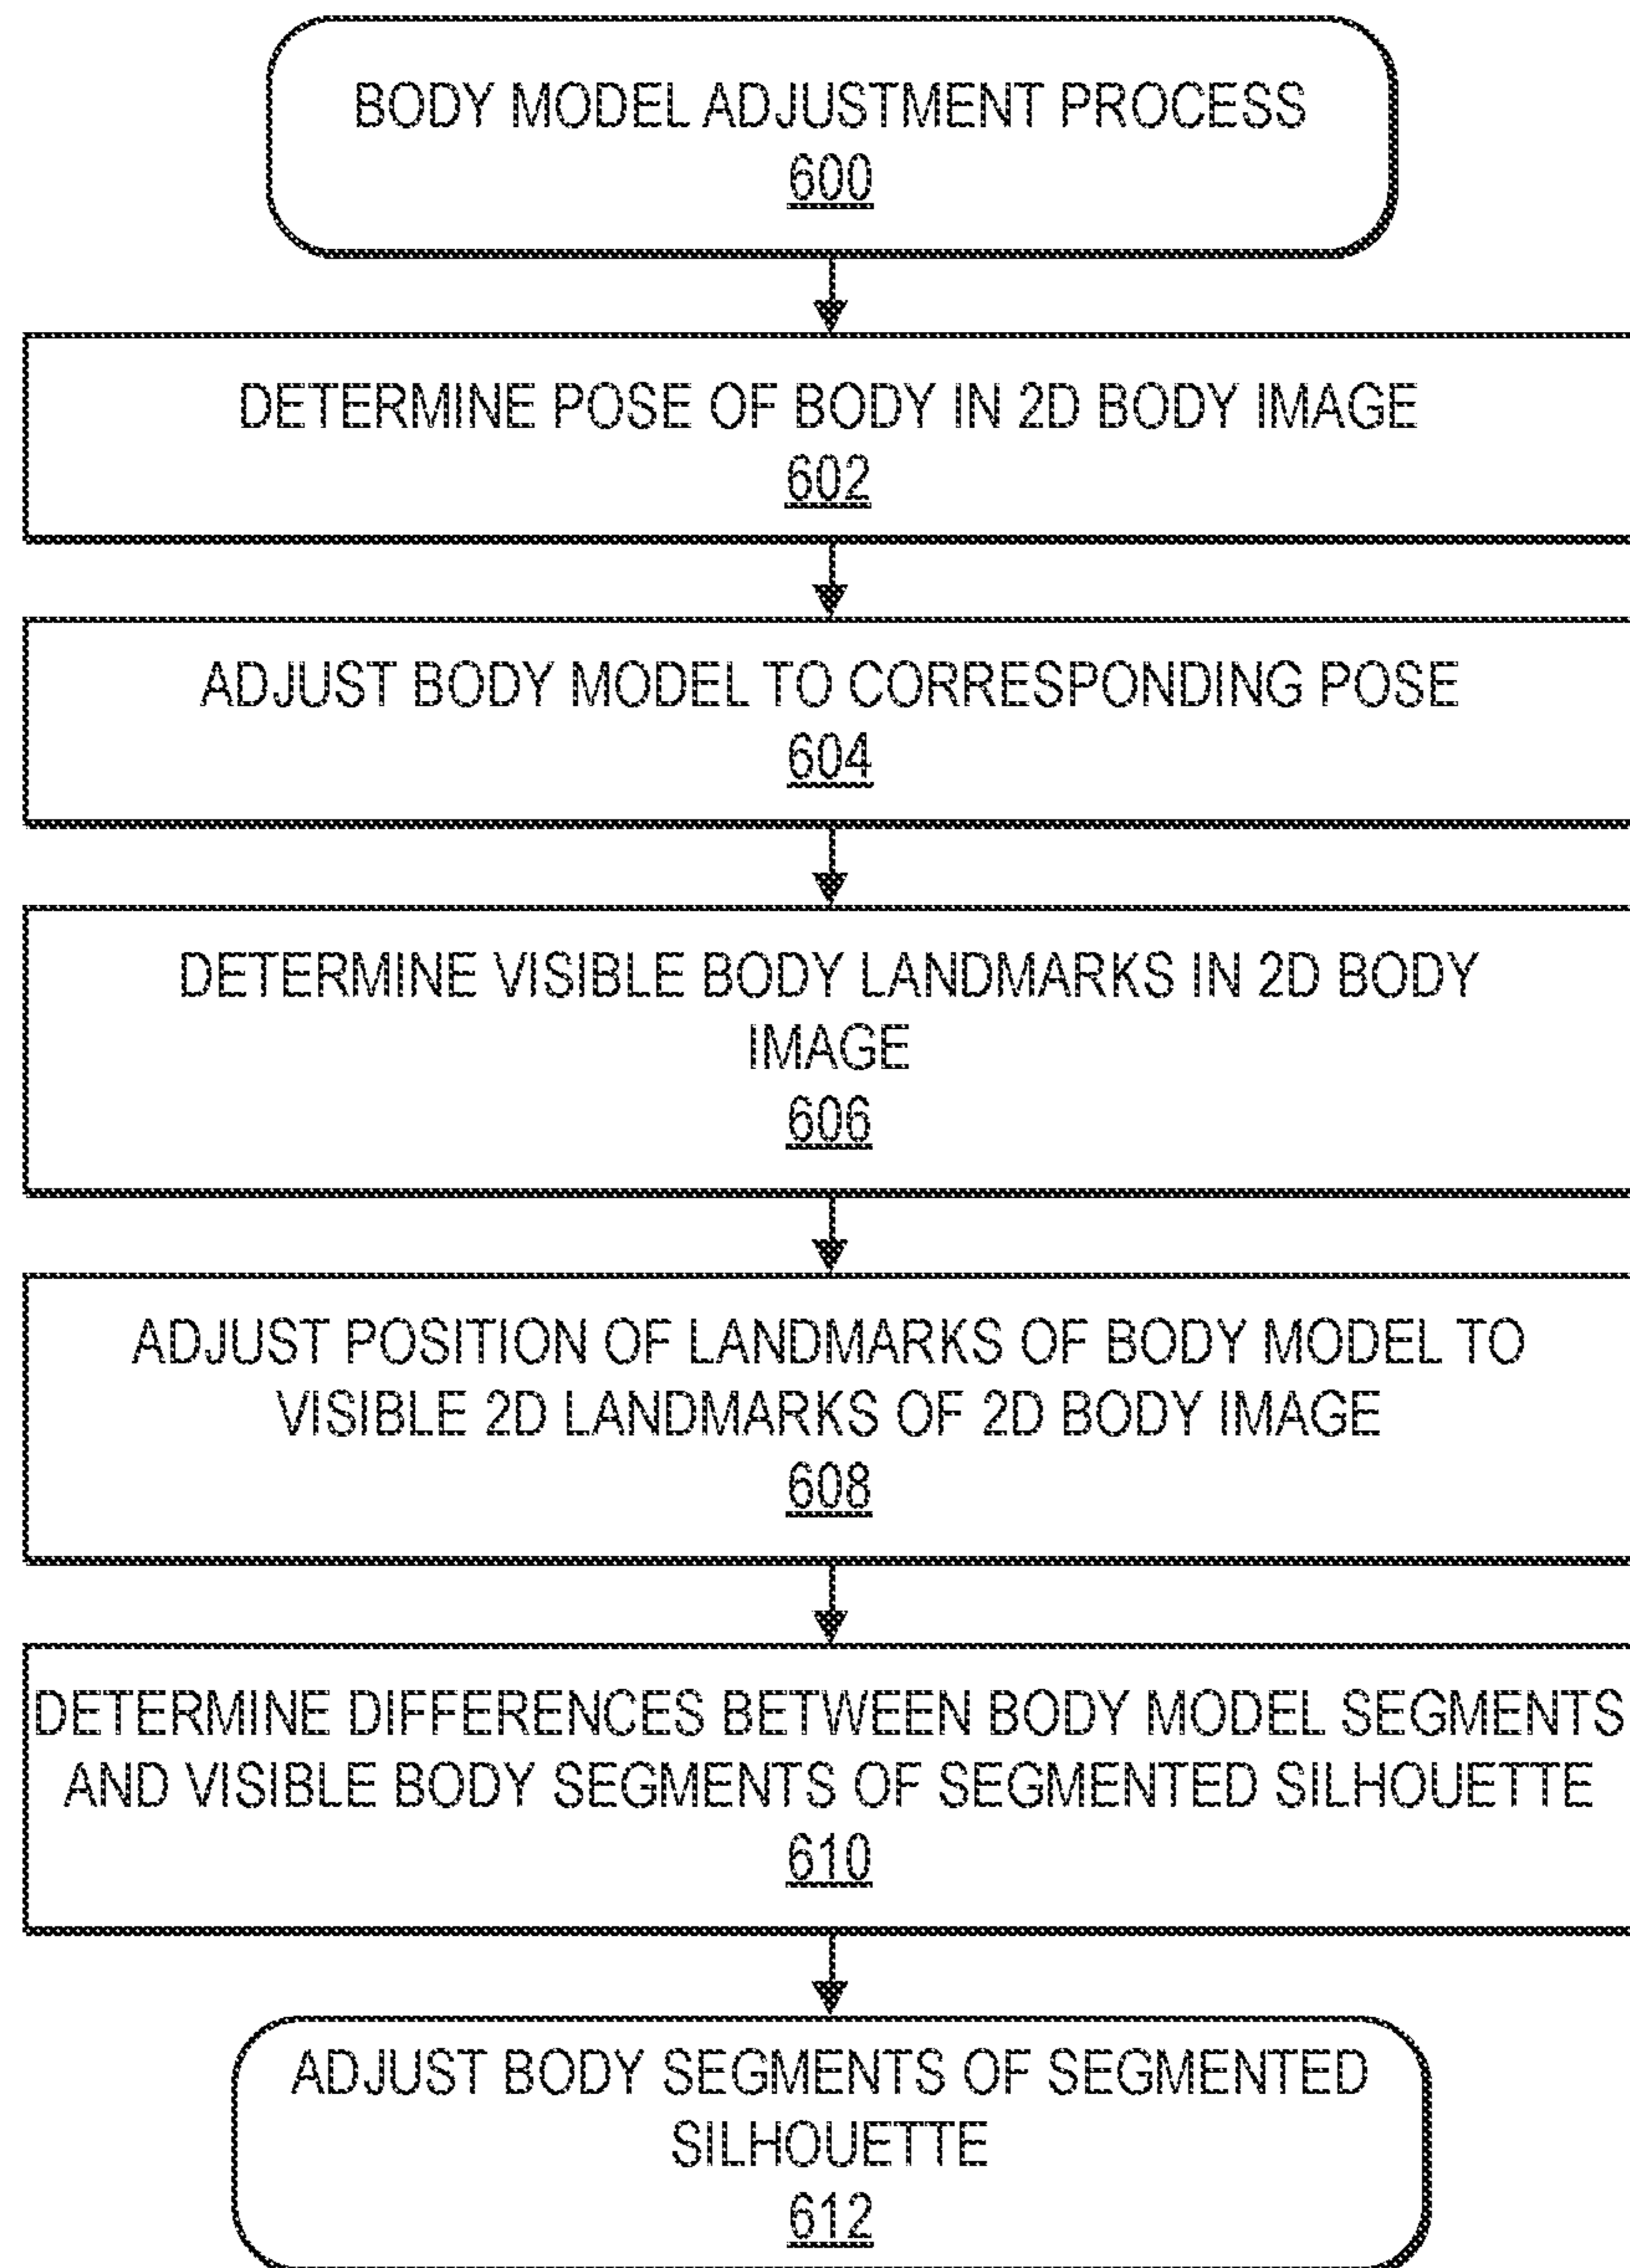 BODY MODEL ADJUSTMENT PROCESS
600
DETERMINE POSE OF BODY IN 2D BODY IMAGE
602
ADJUST BODY MODEL TO CORRESPONDING POSE
604
DETERMINE VISIBLE BODY LANDMARKS IN 2D BODY
IMAGE
606
ADJUST POSITION OF LANDMARKS OF BODY MODEL TO
VISIBLE 2D LANDMARKS OF 2D BODY IMAGE
608
DETERMINE DIFFERENCES BETWEEN BODY MODEL SEGMENTS
AND VISIBLE BODY SEGMENTS OF SEGMENTED SILHOUETTE
610
ADJUST BODY SEGMENTS OF SEGMENTED
SILHOUETTE
612